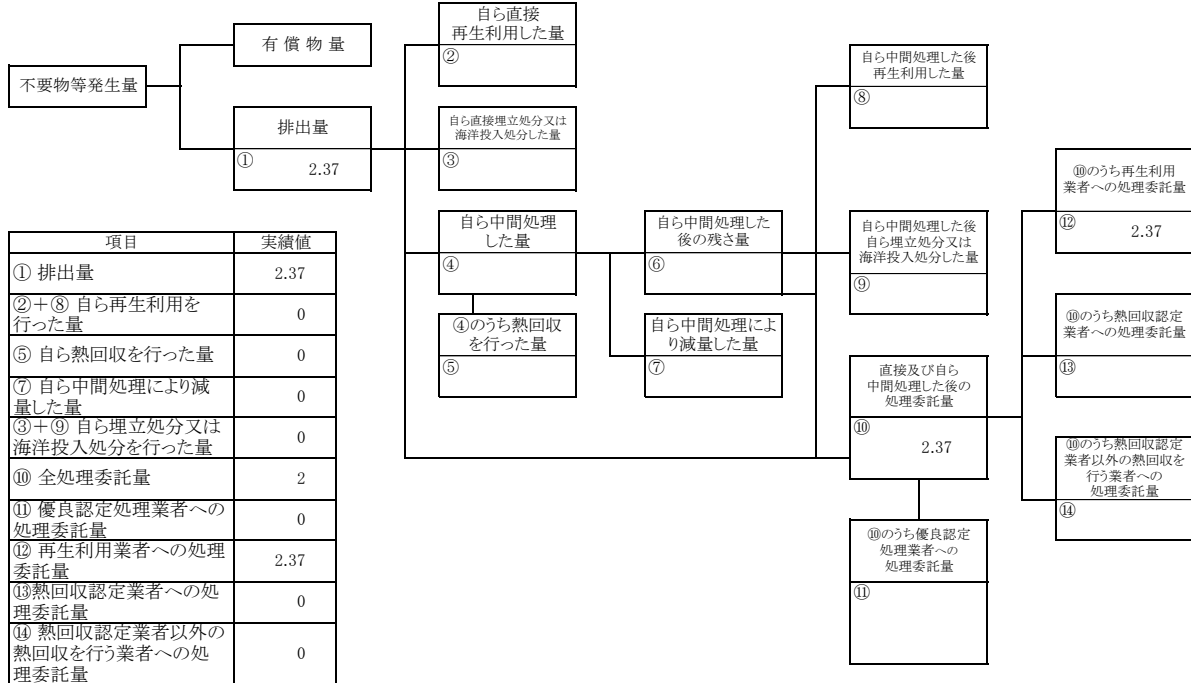 不要物等発生量
有償物量
排出量
① 2.37
自ら直接
再生利用した量
②
自ら直接埋立処分又は
海洋投入処分した量
③
自ら中間処理
した量
④
④のうち熱回収
を行った量
⑤
自ら中間処理した
後の残さ量
⑥
自ら中間処理によ
り減量した量
⑦
自ら中間処理した後
再生利用した量
⑧
自ら中間処理した後
自ら埋立処分又は
海洋投入処分した量
⑨
直接及び自ら
中間処理した後の
処理委託量
⑩
2.37
⑩のうち優良認定
処理業者への
処理委託量
⑪
⑩のうち再生利用
業者への処理委託量
⑫ 2.37
⑩のうち熱回収認定
業者への処理委託量
⑬
⑩のうち熱回収認定
業者以外の熱回収を
行う業者への
処理委託量
⑭
項目 実績値
① 排出量 2.37
②+⑧ 自ら再生利用を
行った量 0
⑤ 自ら熱回収を行った量 0
⑦ 自ら中間処理により減
量した量 0
③+⑨ 自ら埋立処分又は
海洋投入処分を行った量 0
⑩ 全処理委託量 2
⑪ 優良認定処理業者への
処理委託量 0
⑫ 再生利用業者への処理
委託量 2.37
⑬熱回収認定業者への処
理委託量 0
⑭ 熱回収認定業者以外の
熱回収を行う業者への処
理委託量 0